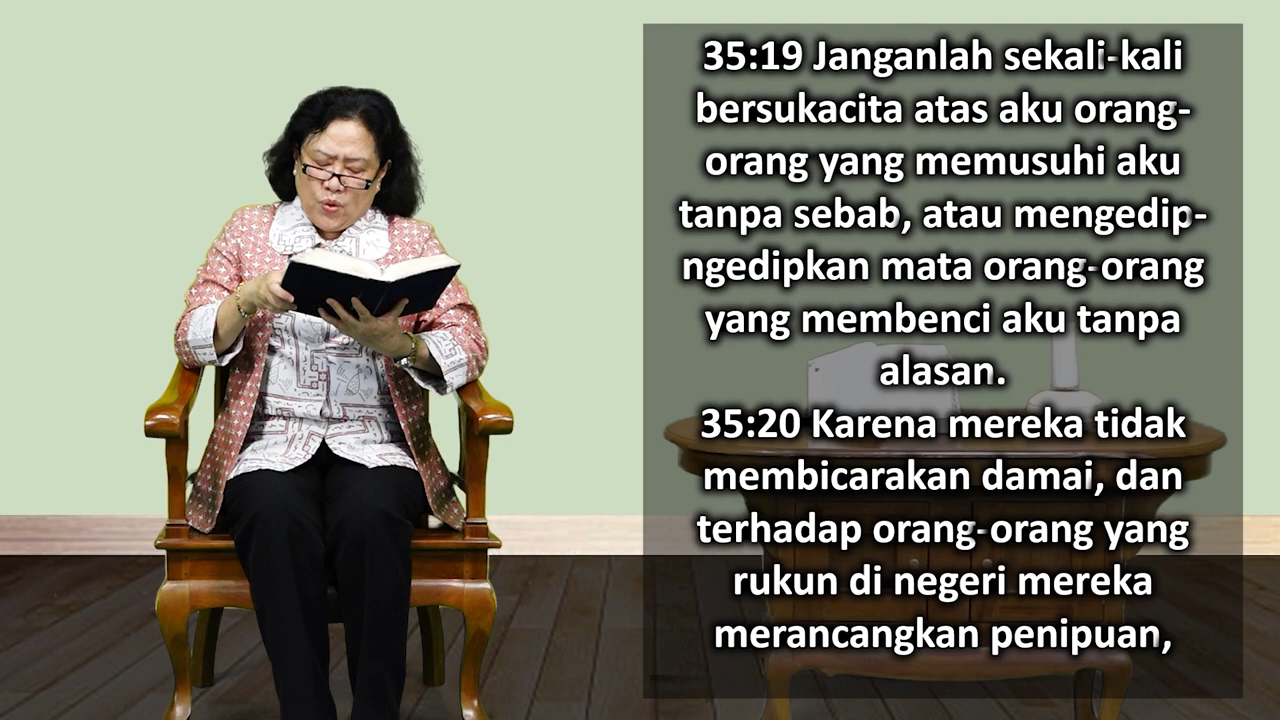 35:19 Janganlah sekali-kali
bersukacita atas aku orang-
orang yang memusuhi aku
tanpa sebab, atau mengedip-
ngedipkan mata orang-orang
yang membenci aku tanpa
alasan.
35:20 Karena mereka tidak
membicarakan damai, dan
terhadap orang-orang yang
rukun di negeri mereka
merancangkan penipuan,